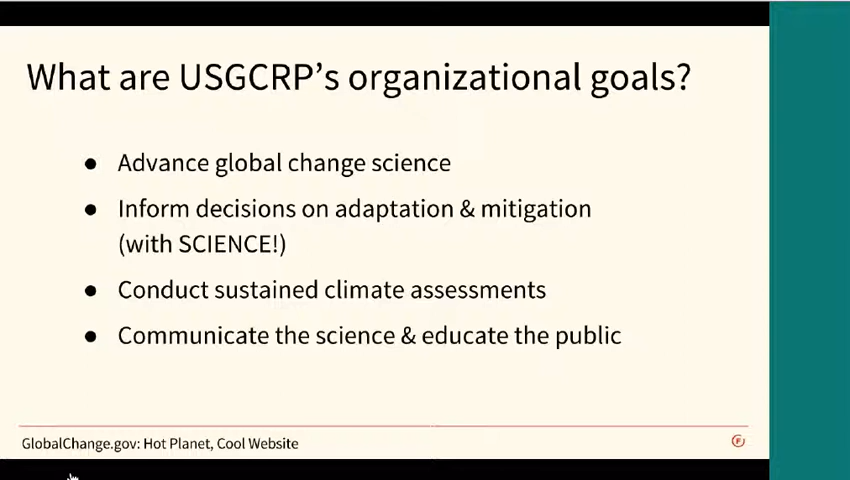 What are USGCRP’s organizational goals?
● Advance global change science
● Inform decisions on adaptation & mitigation
(with SCIENCE!)
● Conduct sustained climate assessments
● Communicate the science & educate the public
GlobalChange.gov: Hot Planet, Cool Website
F